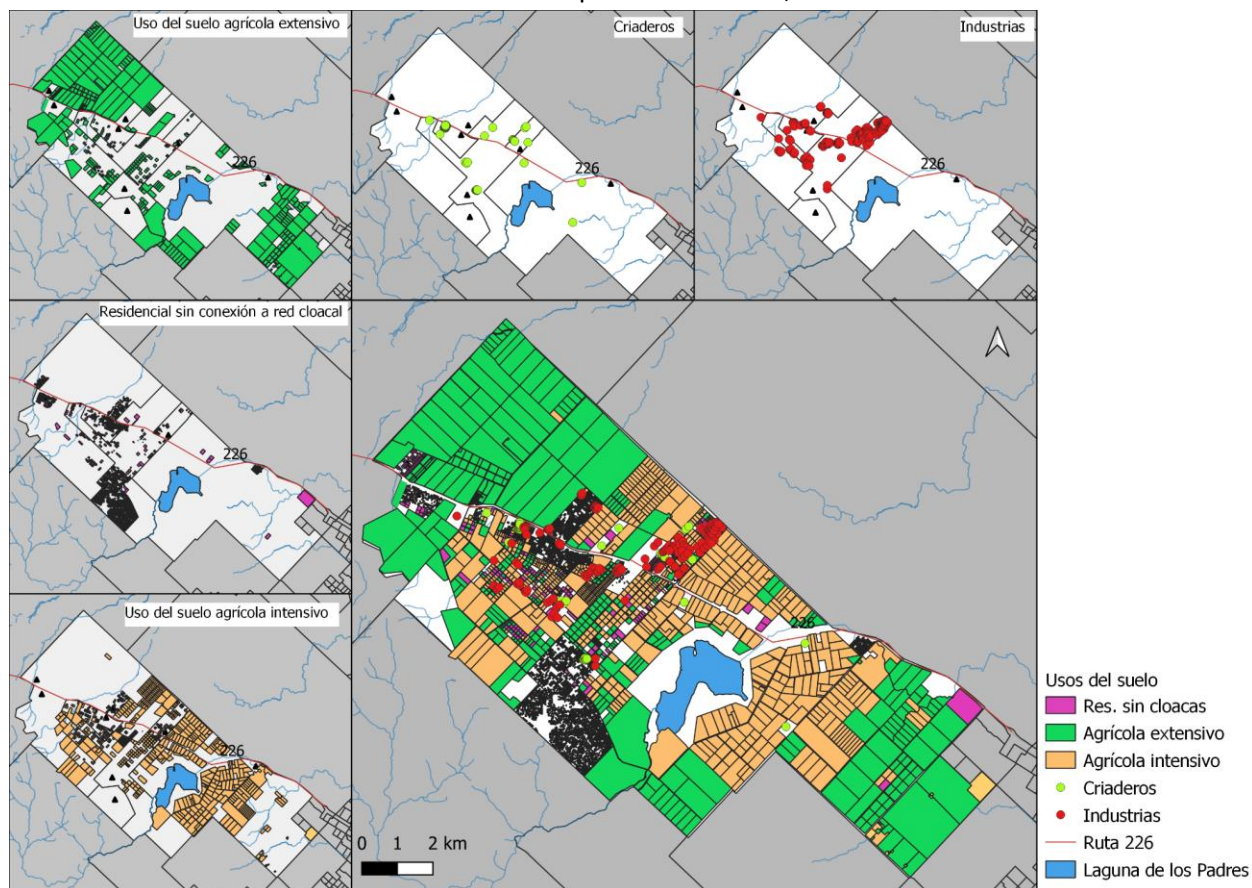 Uso del suelo agrícola extensivo
226
Criaderos
226
Industrias
226
Residencial sin conexión a red cloacal
226
Uso del suelo agrícola intensivo
226
226
0 1 2 km
Usos del suelo
Res. sin cloacas
Agrícola extensivo
Agrícola intensivo
Criaderos
Industrias
Ruta 226
Laguna de los Padres